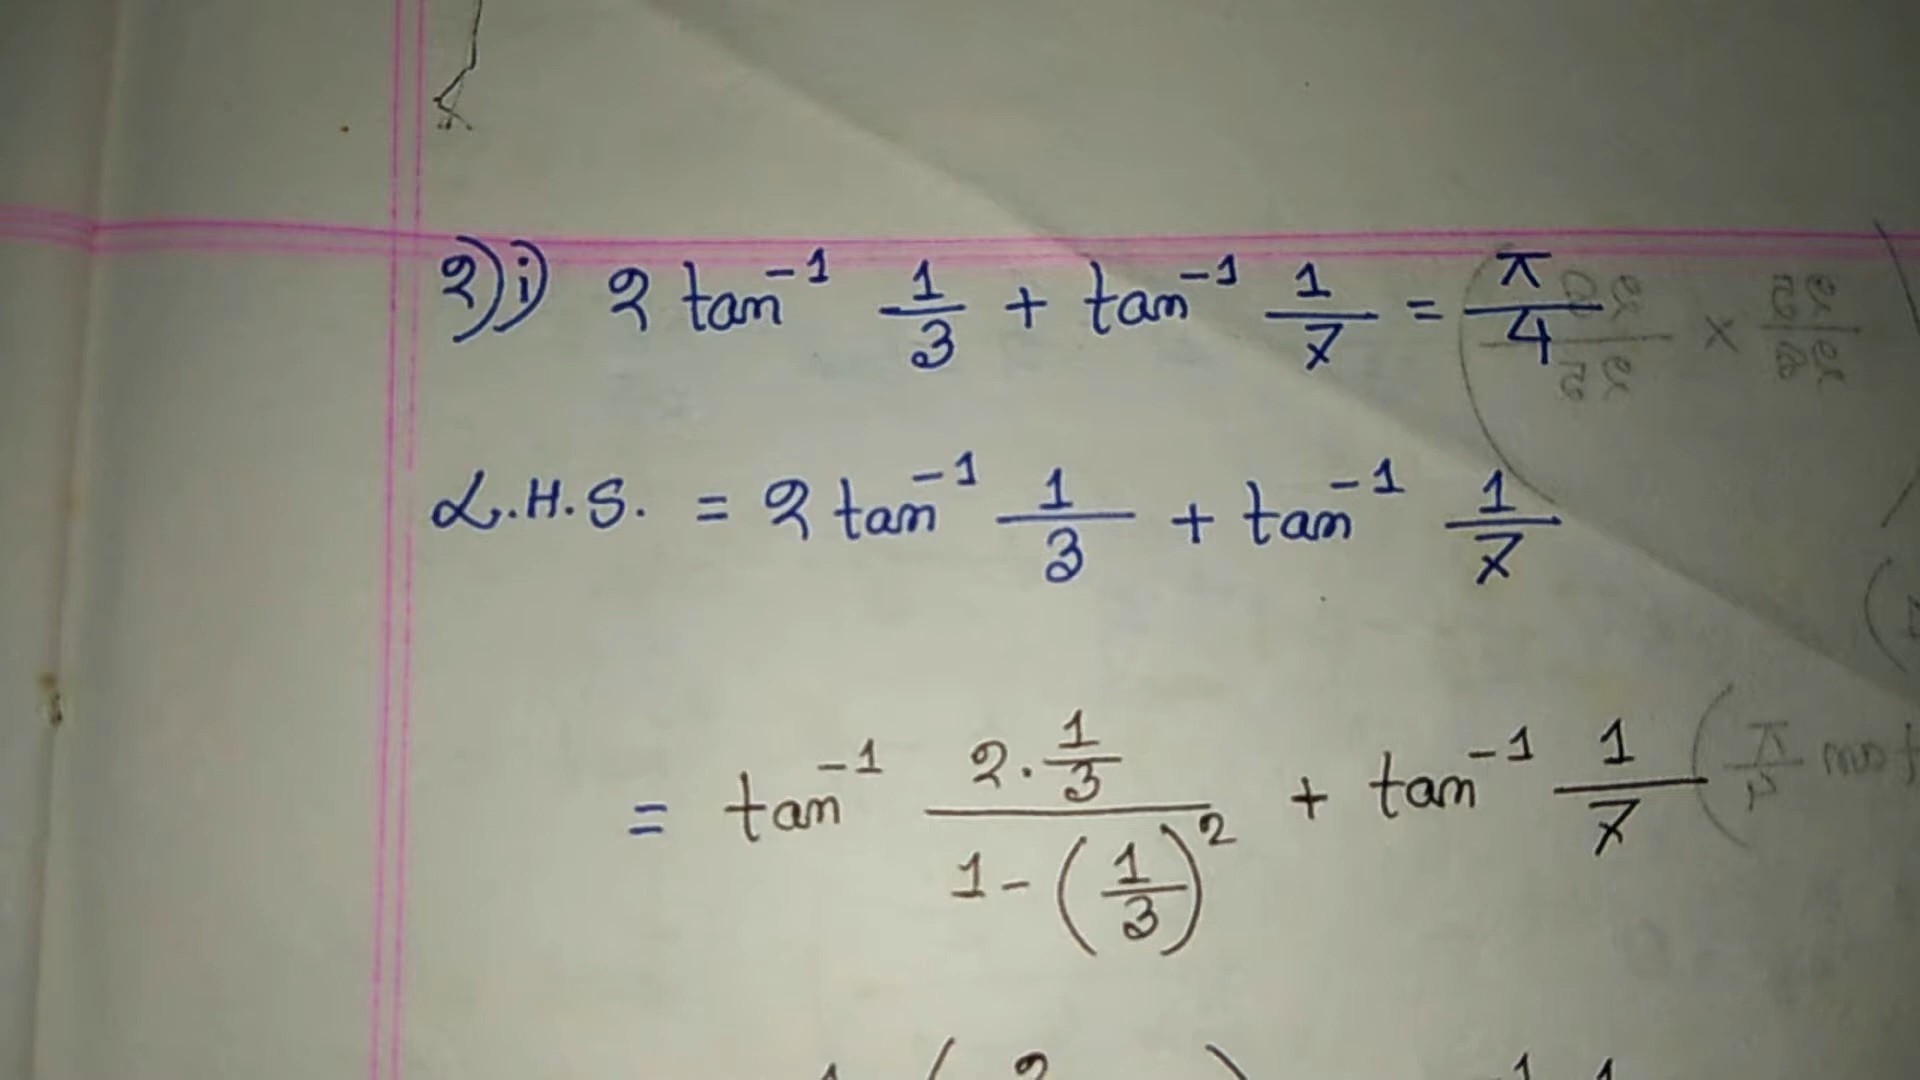 2)i) 2 tan⁻¹ 1/3 + tan⁻¹ 1/7 = π/4
L.H.S. = 2 tan⁻¹ 1/3 + tan⁻¹ 1/7
= tan⁻¹ (2·1/3)/(1-(1/3)²) + tan⁻¹ 1/7